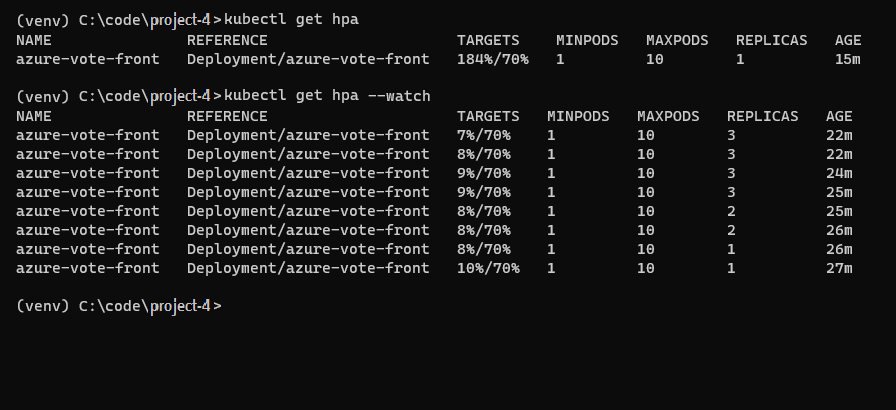 (venv) C:\code\project-4>kubectl get hpa
NAME REFERENCE TARGETS MINPODS MAXPODS REPLICAS AGE
azure-vote-front Deployment/azure-vote-front 184%/70% 1 10 1 15m
(venv) C:\code\project-4>kubectl get hpa --watch
NAME REFERENCE TARGETS MINPODS MAXPODS REPLICAS AGE
azure-vote-front Deployment/azure-vote-front 7%/70% 1 10 3 22m
azure-vote-front Deployment/azure-vote-front 8%/70% 1 10 3 22m
azure-vote-front Deployment/azure-vote-front 9%/70% 1 10 3 24m
azure-vote-front Deployment/azure-vote-front 9%/70% 1 10 3 25m
azure-vote-front Deployment/azure-vote-front 8%/70% 1 10 2 25m
azure-vote-front Deployment/azure-vote-front 8%/70% 1 10 2 26m
azure-vote-front Deployment/azure-vote-front 8%/70% 1 10 1 26m
azure-vote-front Deployment/azure-vote-front 10%/70% 1 10 1 27m
(venv) C:\code\project-4>